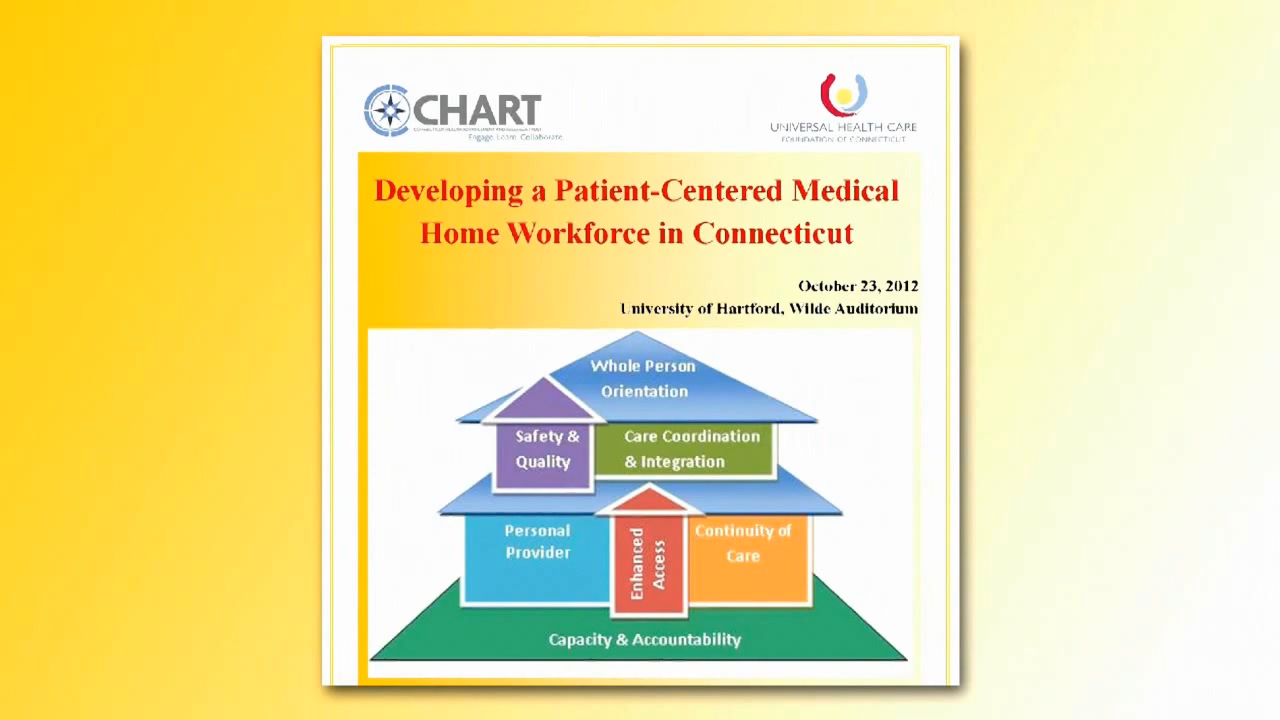 CHART
Engage. Learn. Collaborate.
UNIVERSAL HEALTH CARE
FOUNDATION OF CONNECTICUT
Developing a Patient-Centered Medical
Home Workforce in Connecticut
October 23, 2012
University of Hartford, Wilde Auditorium
Whole Person
Orientation
Safety &
Quality
Care Coordination
& Integration
Personal
Provider
Enhanced
Access
Continuity of
Care
Capacity & Accountability